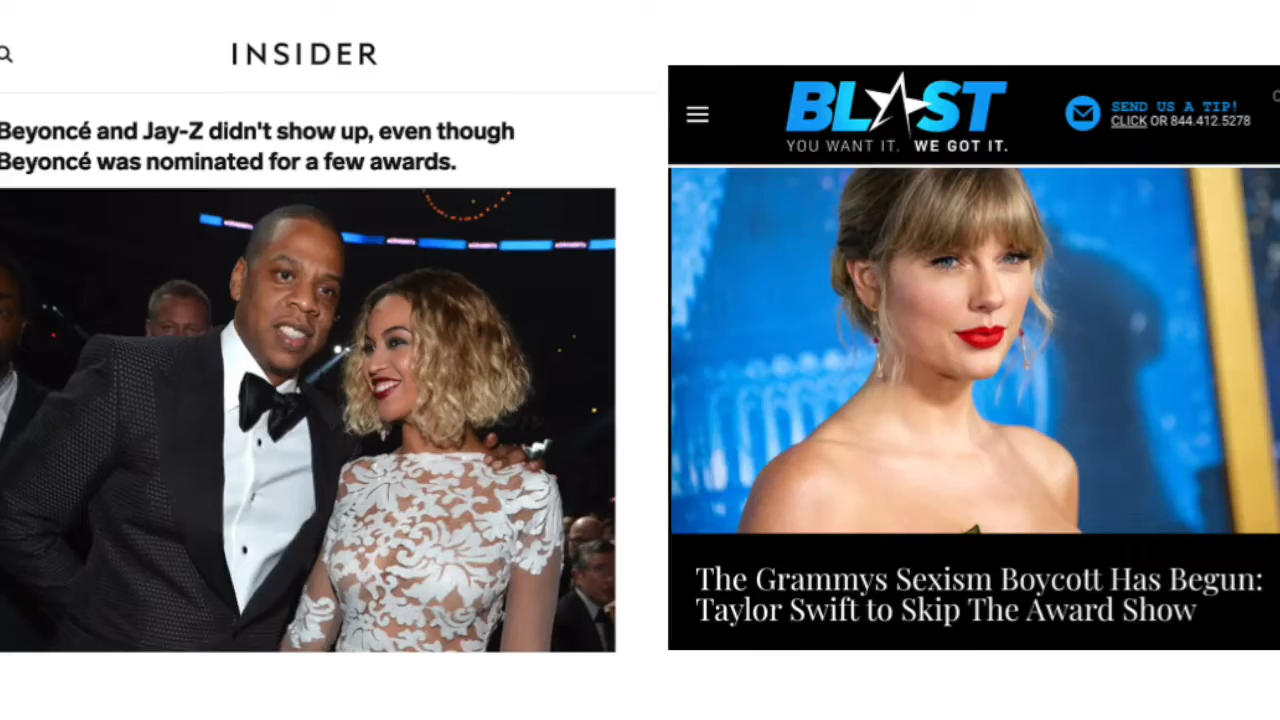 INSIDER
Beyoncé and Jay-Z didn't show up, even though
Beyoncé was nominated for a few awards.
BLAST
YOU WANT IT. WE GOT IT.
SEND US A TIP!
CLICK OR 844.412.5278
The Grammys Sexism Boycott Has Begun:
Taylor Swift to Skip The Award Show